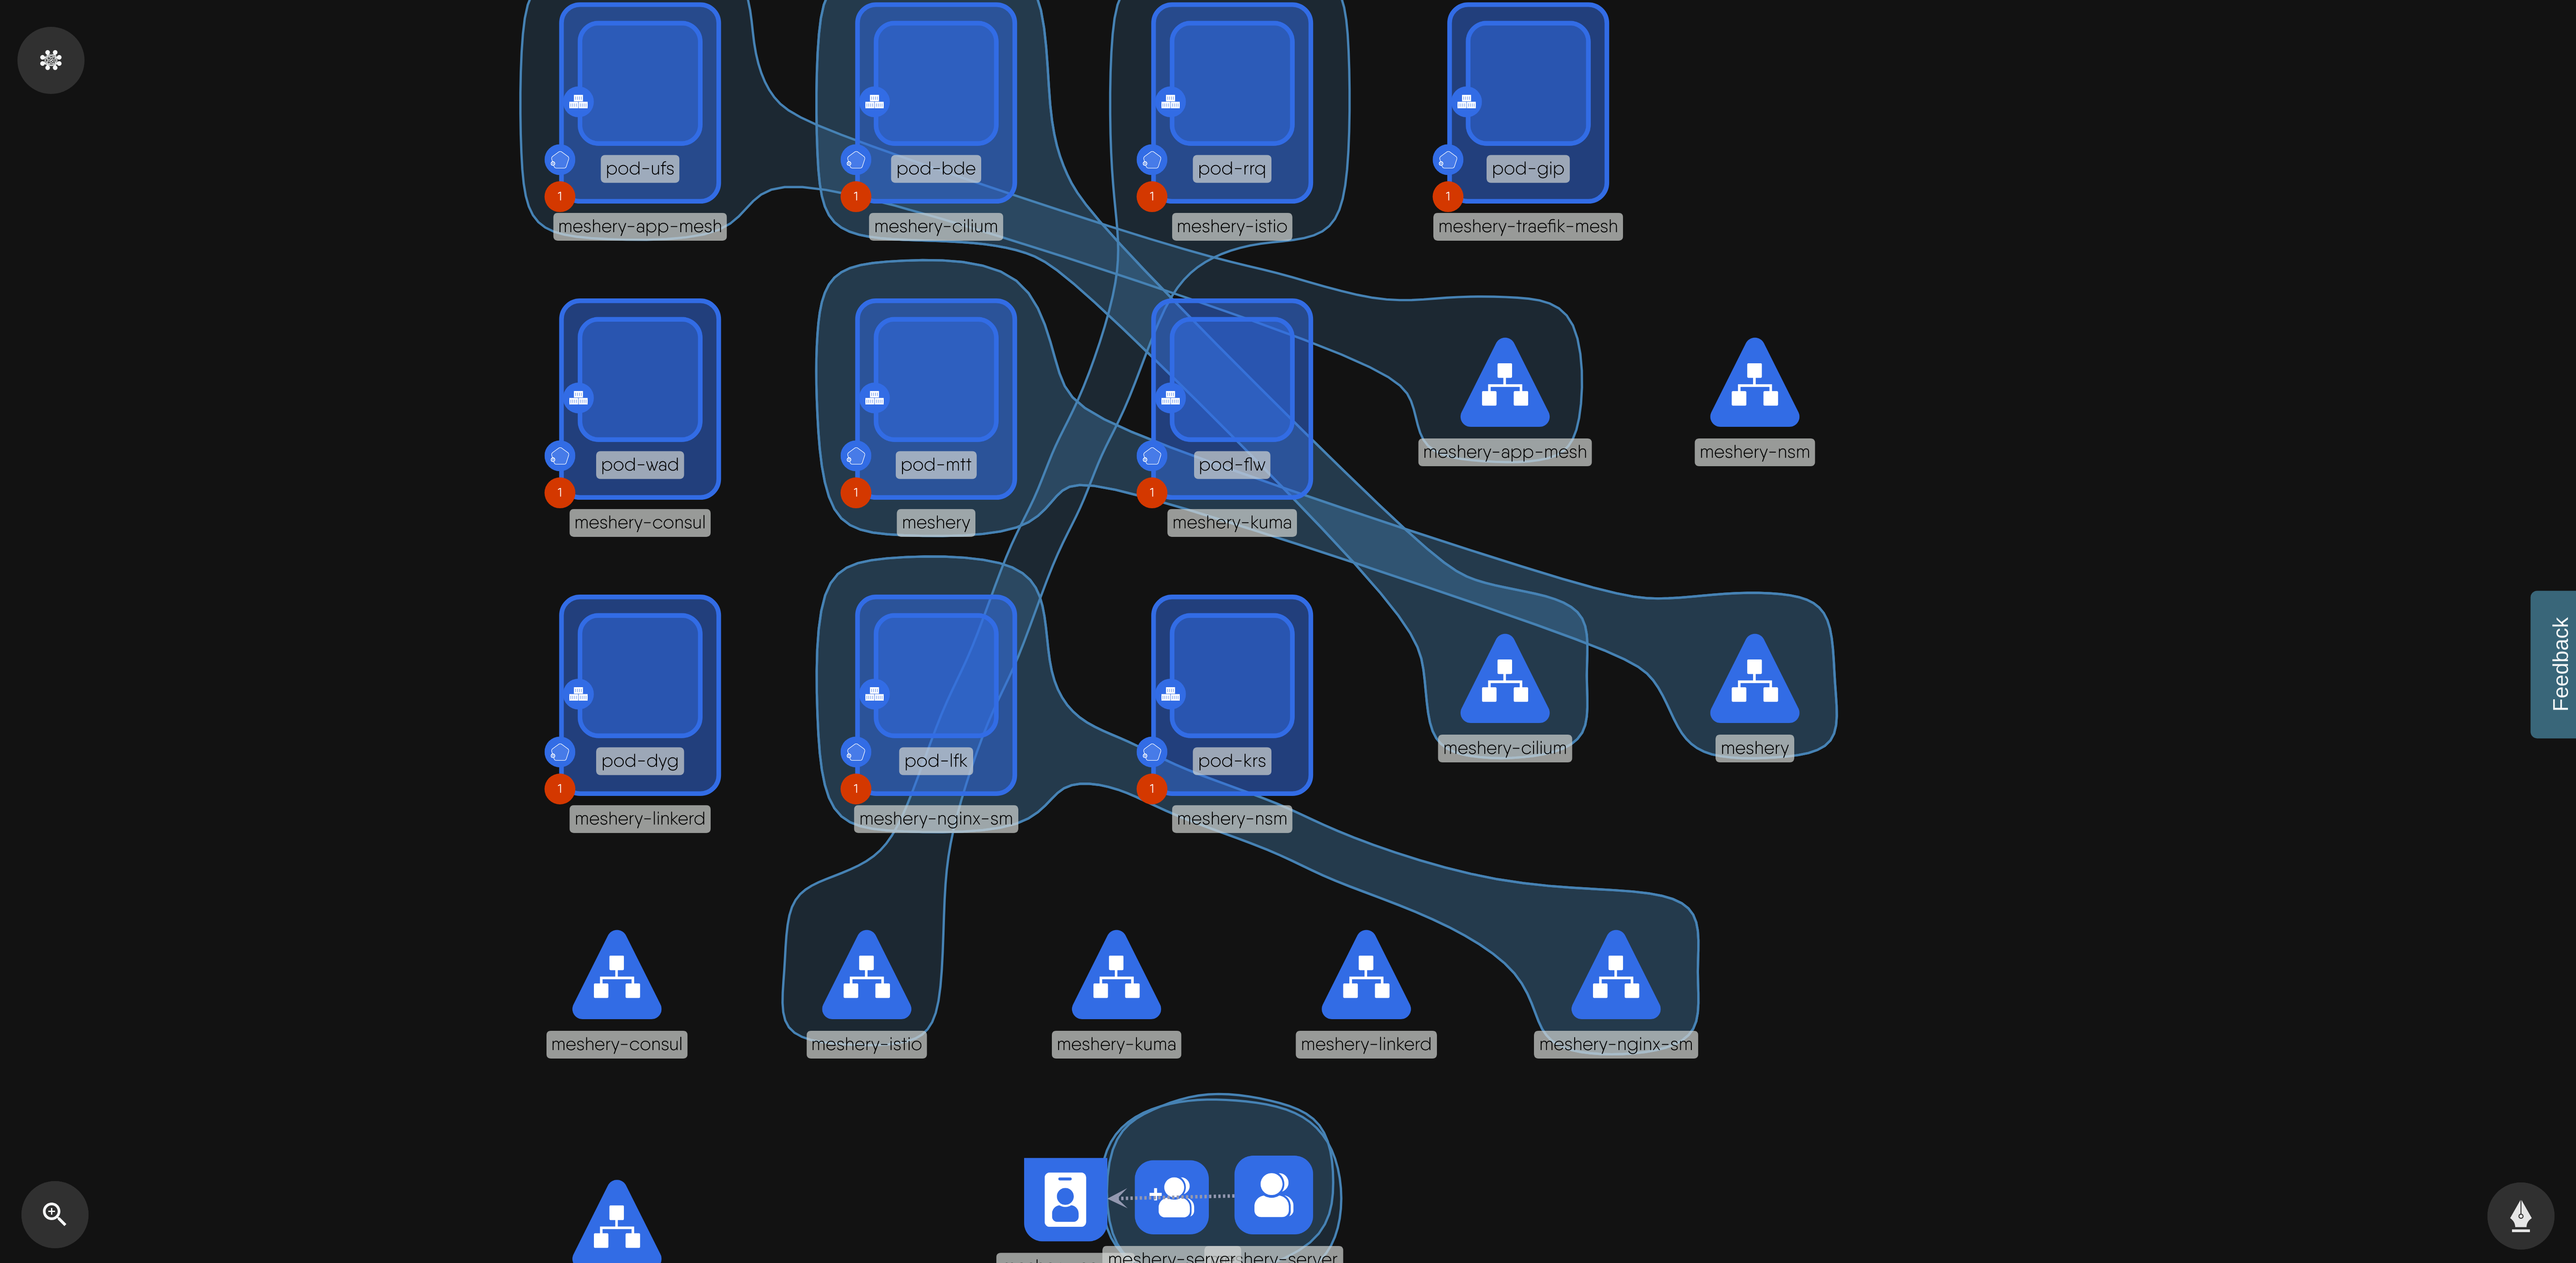 pod-ufs
pod-bde
pod-rrq
pod-gip
1
1
1
1
meshery-app-mesh
meshery-cilium
meshery-istio
meshery-traefik-mesh
meshery-app-mesh
meshery-nsm
pod-wad
pod-mtt
pod-flw
1
1
1
meshery-consul
meshery
meshery-kuma
Feedback
meshery-cilium
meshery
pod-dyg
pod-lfk
pod-krs
1
1
1
meshery-linkerd
meshery-nginx-sm
meshery-nsm
meshery-consul
meshery-istio
meshery-kuma
meshery-linkerd
meshery-nginx-sm
meshery-server